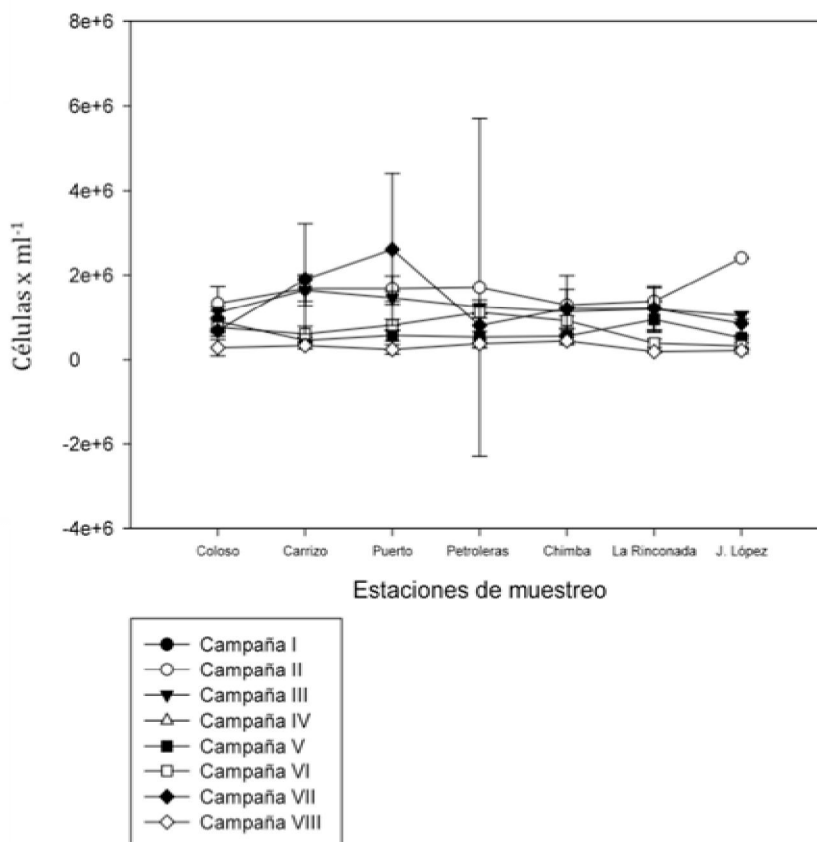 8e+6
6e+6
4e+6
2e+6
0
-2e+6
-4e+6
Células x ml-1
Coloso Carrizo Puerto Petroleras Chimba La Rinconada J. López
Estaciones de muestreo
Campaña I
Campaña II
Campaña III
Campaña IV
Campaña V
Campaña VI
Campaña VII
Campaña VIII